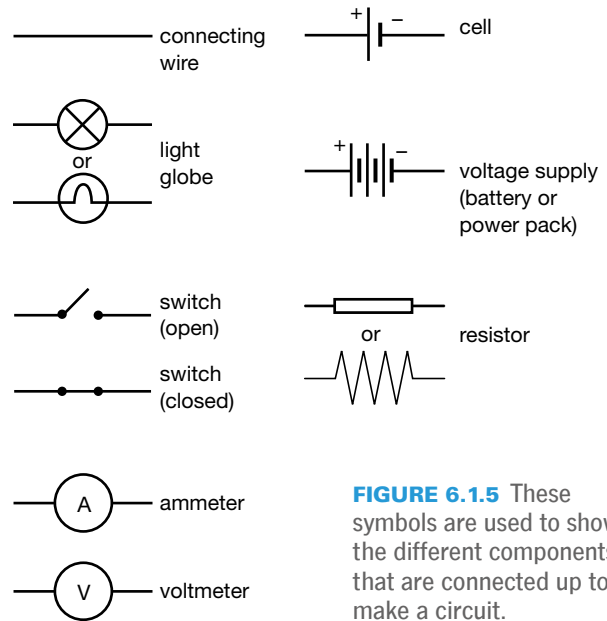 connecting
wire
+ −
cell
or
light
globe
+ −
voltage supply
(battery or
power pack)
switch
(open)
or
resistor
switch
(closed)
A
ammeter
V
voltmeter
FIGURE 6.1.5 These
symbols are used to show
the different components
that are connected up to
make a circuit.